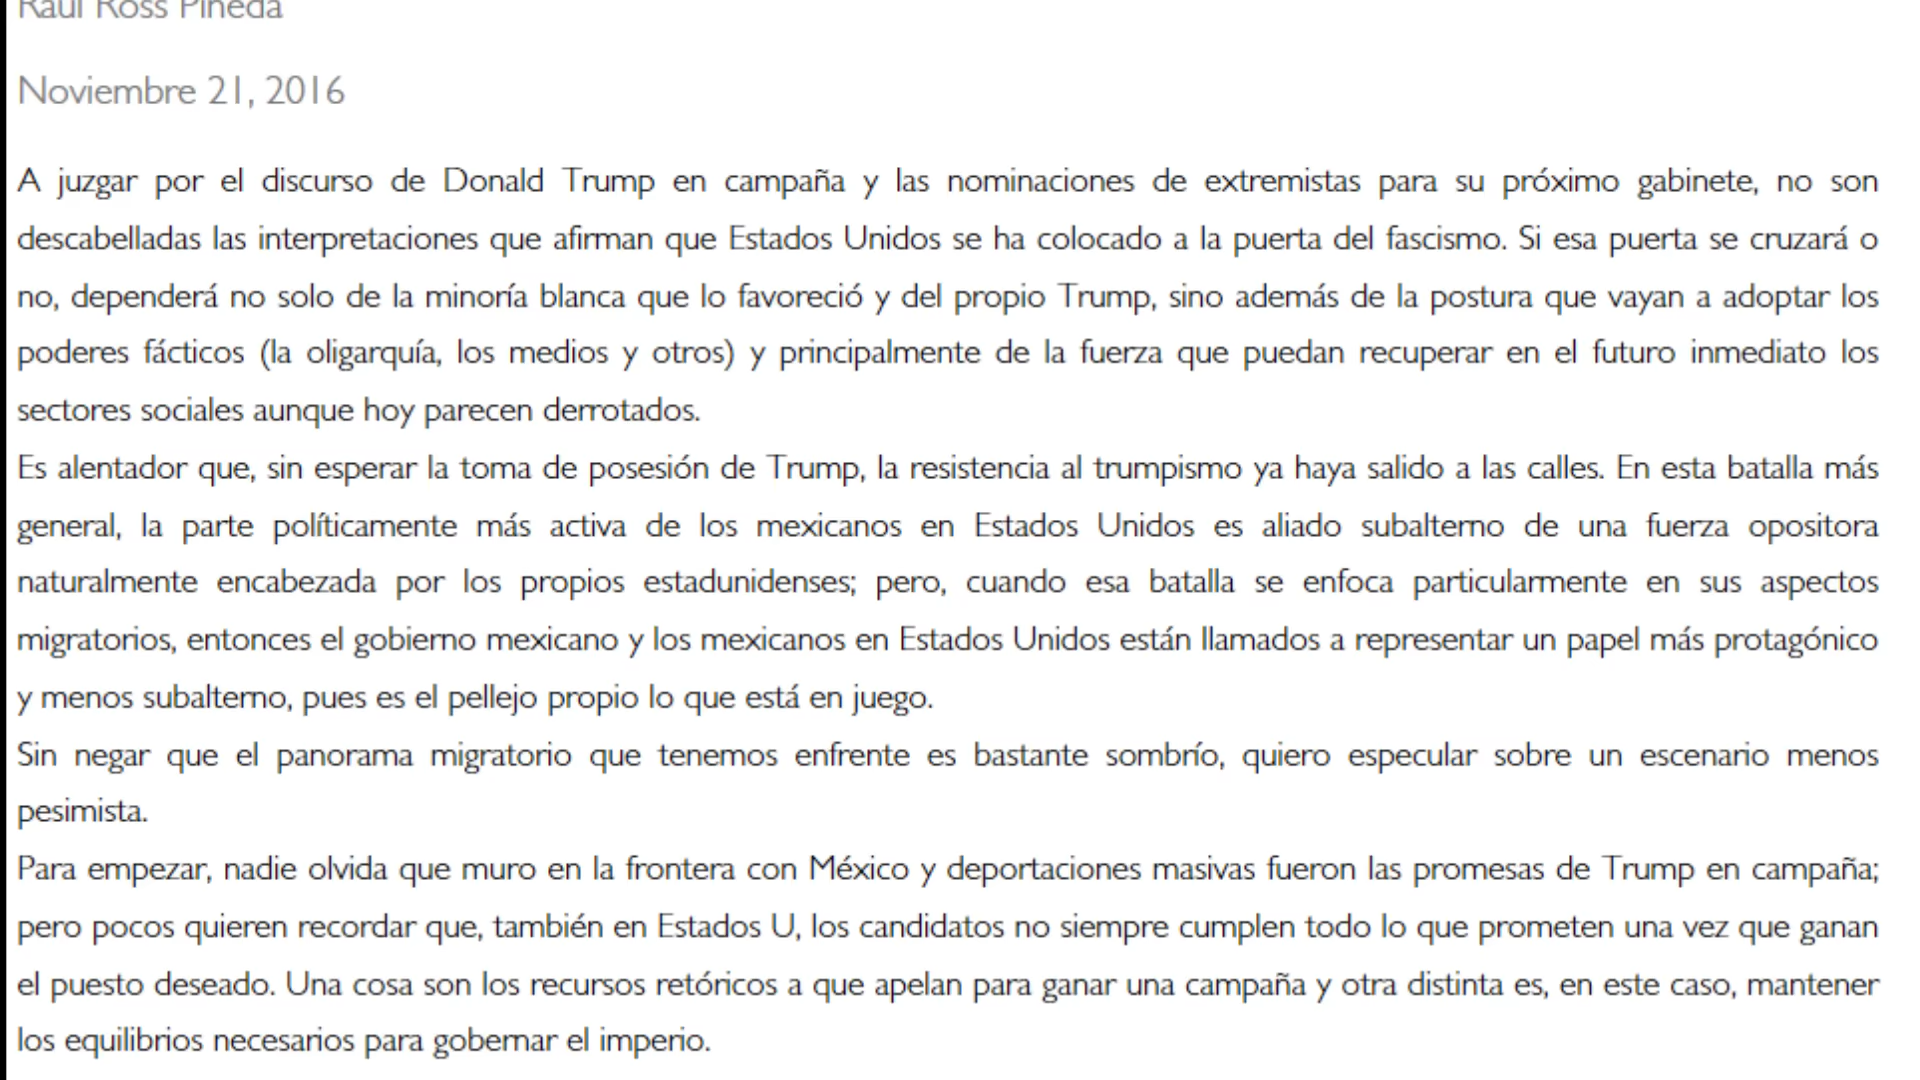 Raúl Ross Pineda
Noviembre 21, 2016
A juzgar por el discurso de Donald Trump en campaña y las nominaciones de extremistas para su próximo gabinete, no son
descabelladas las interpretaciones que afirman que Estados Unidos se ha colocado a la puerta del fascismo. Si esa puerta se cruzará o
no, dependerá no solo de la minoría blanca que lo favoreció y del propio Trump, sino además de la postura que vayan a adoptar los
poderes fácticos (la oligarquía, los medios y otros) y principalmente de la fuerza que puedan recuperar en el futuro inmediato los
sectores sociales aunque hoy parecen derrotados.
Es alentador que, sin esperar la toma de posesión de Trump, la resistencia al trumpismo ya haya salido a las calles. En esta batalla más
general, la parte políticamente más activa de los mexicanos en Estados Unidos es aliado subalterno de una fuerza opositora
naturalmente encabezada por los propios estadunidenses; pero, cuando esa batalla se enfoca particularmente en sus aspectos
migratorios, entonces el gobierno mexicano y los mexicanos en Estados Unidos están llamados a representar un papel más protagónico
y menos subalterno, pues es el pellejo propio lo que está en juego.
Sin negar que el panorama migratorio que tenemos enfrente es bastante sombrío, quiero especular sobre un escenario menos
pesimista.
Para empezar, nadie olvida que muro en la frontera con México y deportaciones masivas fueron las promesas de Trump en campaña;
pero pocos quieren recordar que, también en Estados U, los candidatos no siempre cumplen todo lo que prometen una vez que ganan
el puesto deseado. Una cosa son los recursos retóricos a que apelan para ganar una campaña y otra distinta es, en este caso, mantener
los equilibrios necesarios para gobernar el imperio.